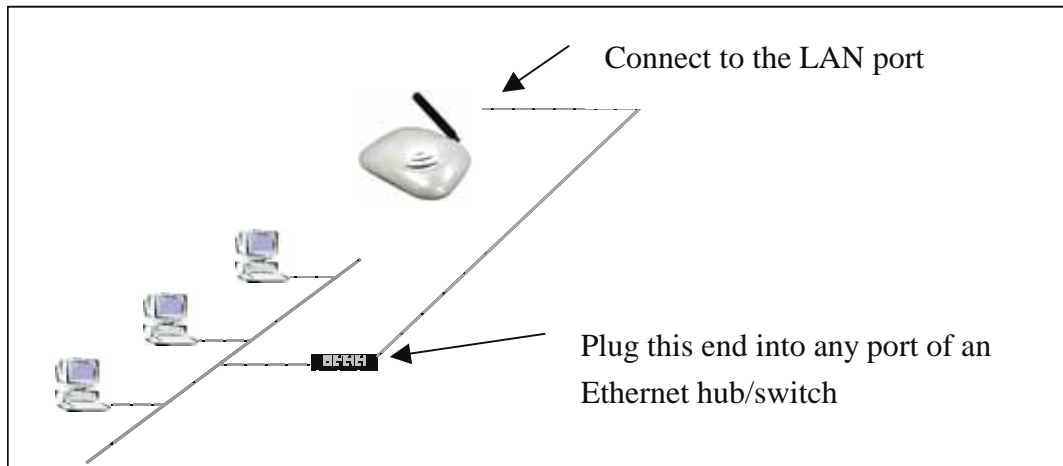 Connect to the LAN port
Plug this end into any port of an
Ethernet hub/switch